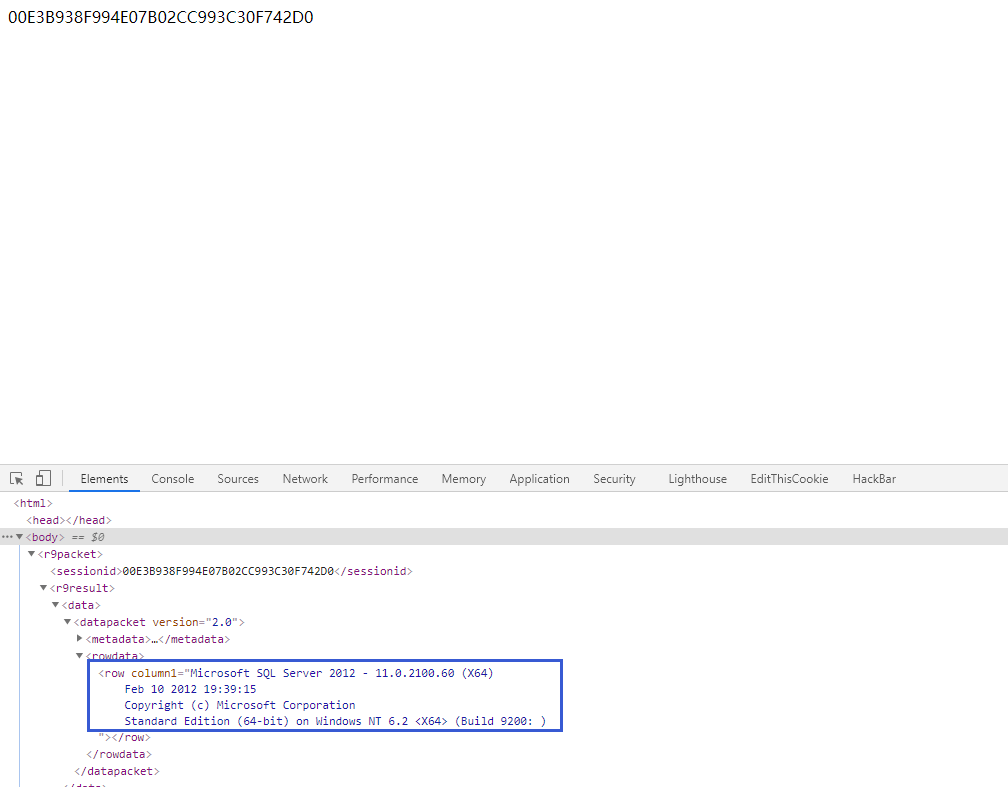 00E3B938F994E07B02CC993C30F742D0
Elements Console Sources Network Performance Memory Application Security Lighthouse EditThisCookie HackBar
<html>
<head></head>
<body> == $0
<r9packet>
<sessionid>00E3B938F994E07B02CC993C30F742D0</sessionid>
<r9result>
<data>
<datapacket version="2.0">
<metadata>…</metadata>
<rowdata>
<row column1="Microsoft SQL Server 2012 - 11.0.2100.60 (X64)
Feb 10 2012 19:39:15
Copyright (c) Microsoft Corporation
Standard Edition (64-bit) on Windows NT 6.2 <X64> (Build 9200: )
"></row>
</rowdata>
</datapacket>
</data>